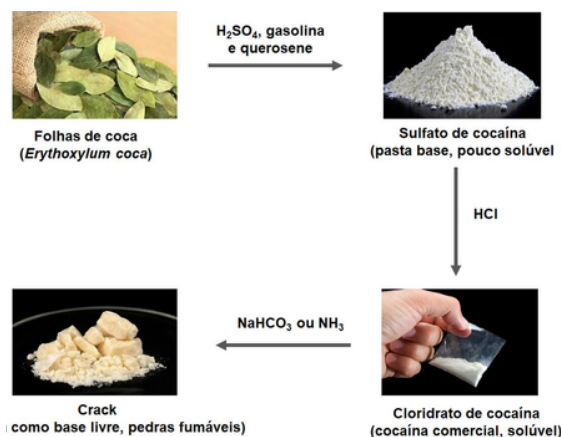 H₂SO₄, gasolina
e querosene
Folhas de coca
(Erythoxylum coca)
Sulfato de cocaína
(pasta base, pouco solúvel
HCl
NaHCO₃ ou NH₃
Crack
como base livre, pedras fumáveis)
Cloridrato de cocaína
(cocaína comercial, solúvel)